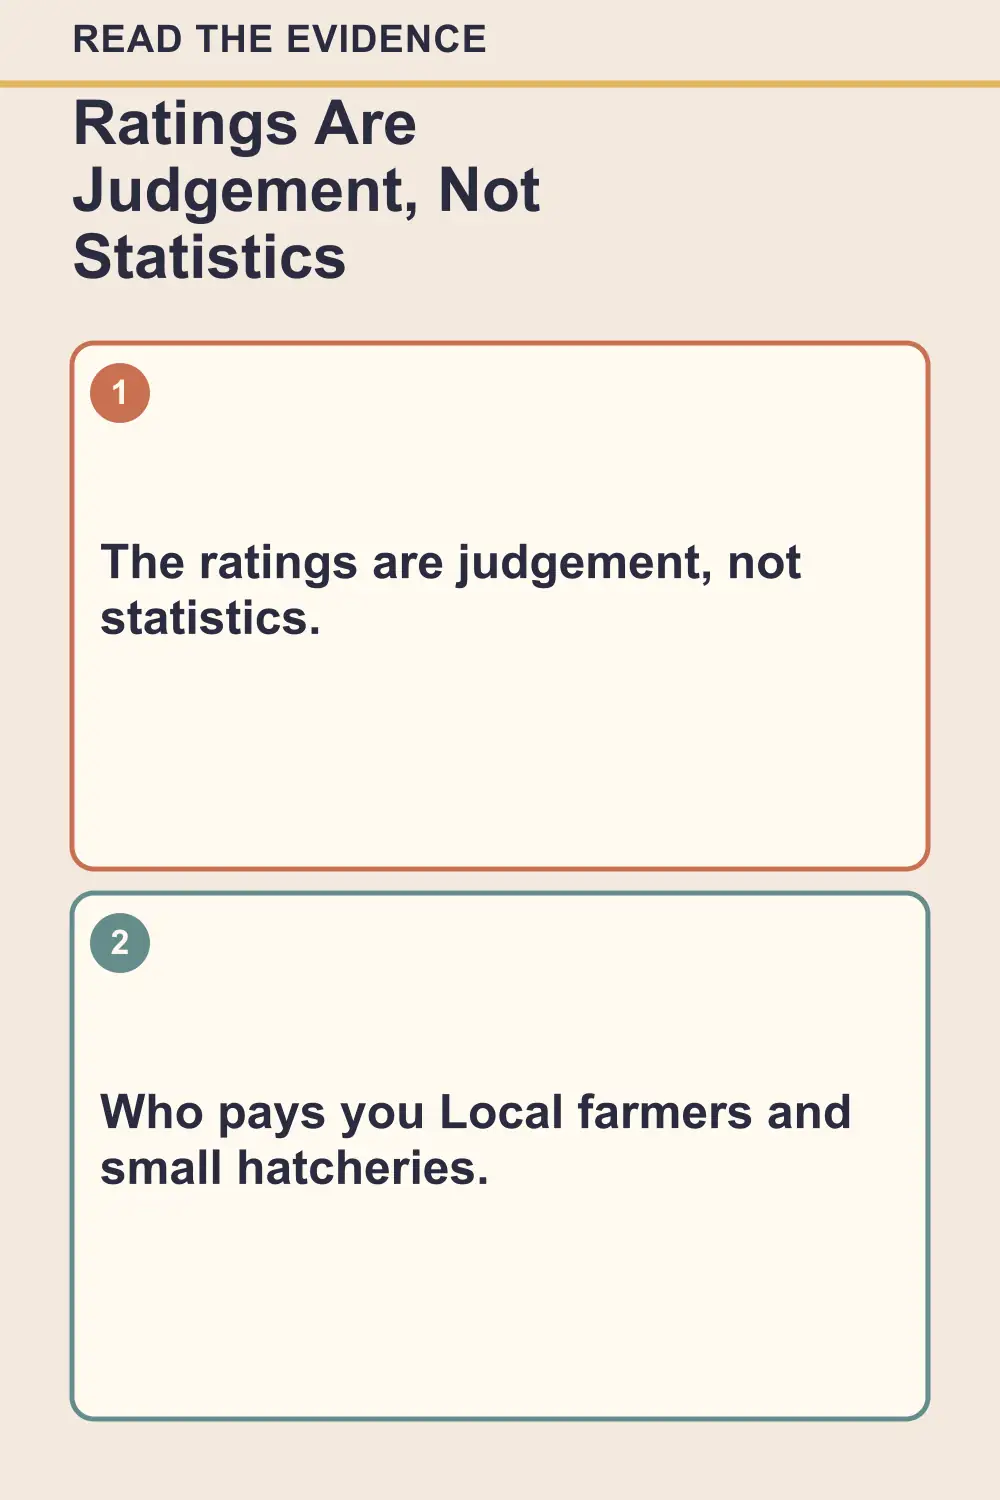 READ THE EVIDENCE
Ratings Are
Judgement, Not
Statistics
1
The ratings are judgement, not
statistics.
2
Who pays you Local farmers and
small hatcheries.